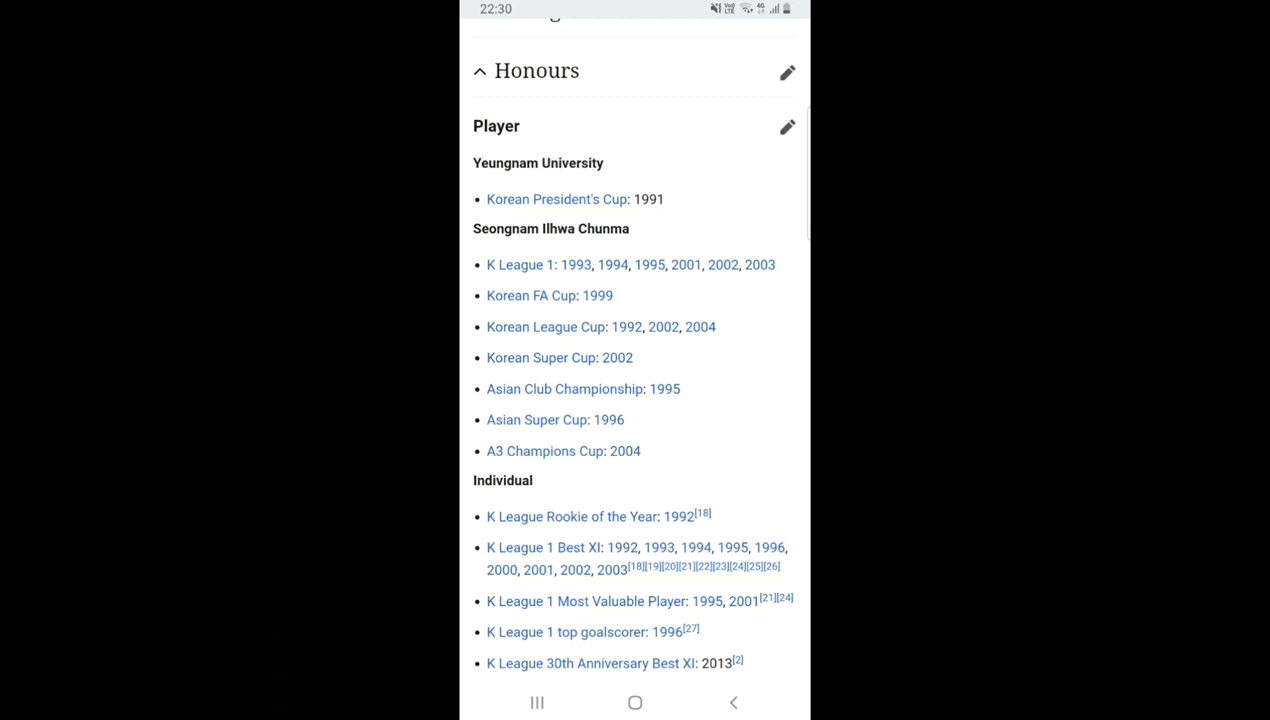 22:30
Honours
Player
Yeungnam University
• Korean President's Cup: 1991
Seongnam Ilhwa Chunma
• K League 1: 1993, 1994, 1995, 2001, 2002, 2003
• Korean FA Cup: 1999
• Korean League Cup: 1992, 2002, 2004
• Korean Super Cup: 2002
• Asian Club Championship: 1995
• Asian Super Cup: 1996
• A3 Champions Cup: 2004
Individual
• K League Rookie of the Year: 1992[18]
• K League 1 Best XI: 1992, 1993, 1994, 1995, 1996,
2000, 2001, 2002, 2003[18][19][20][21][22][23][24][25][26]
• K League 1 Most Valuable Player: 1995, 2001[21][24]
• K League 1 top goalscorer: 1996[27]
• K League 30th Anniversary Best XI: 2013[2]